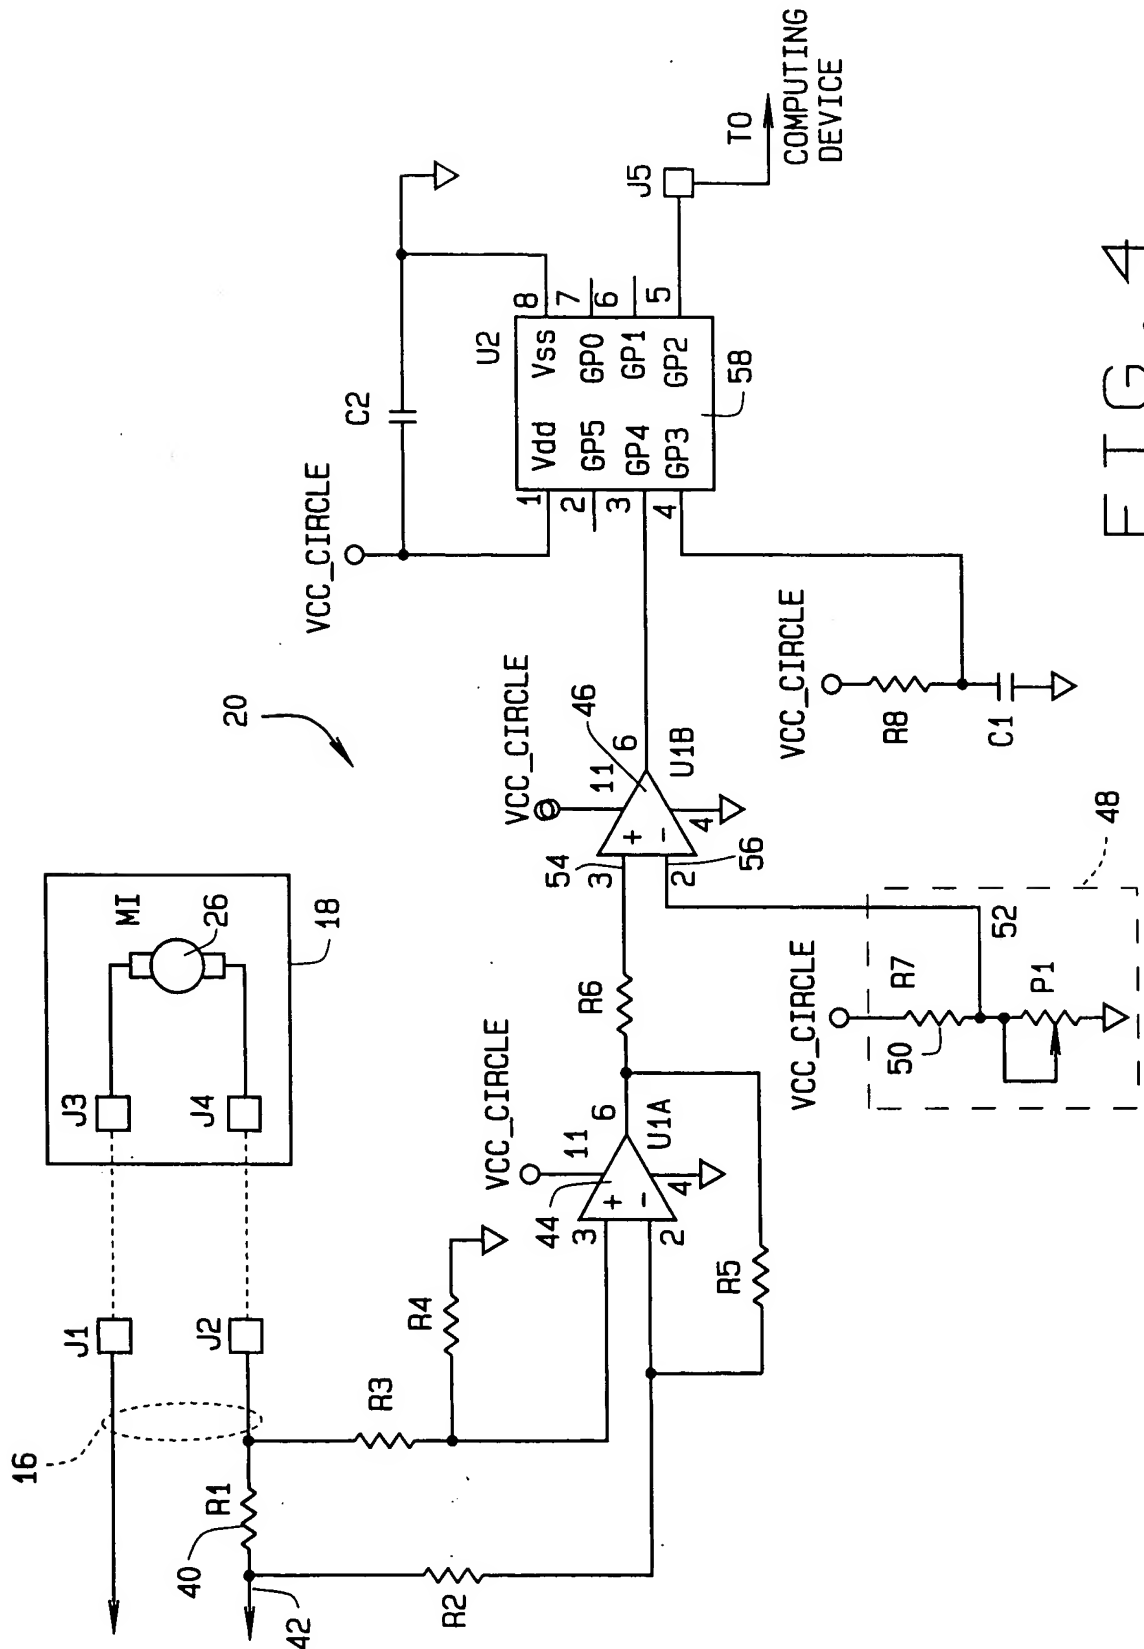 16
J1
J3
MI
26
J4
18
J2
R1
40
42
R2
R3
R4
R5
20
VCC_CIRCLE
11
3
+
44
-
2
4
6
U1A
R6
VCC_CIRCLE
11
54
3
+
46
-
2
56
4
6
U1B
VCC_CIRCLE
R7
50
52
P1
48
VCC_CIRCLE
R8
C1
VCC_CIRCLE
C2
U2
1
Vdd
Vss
8
2
GP5
GP0
7
3
GP4
GP1
6
4
GP3
GP2
5
58
J5
TO
COMPUTING
DEVICE
FIG. 4